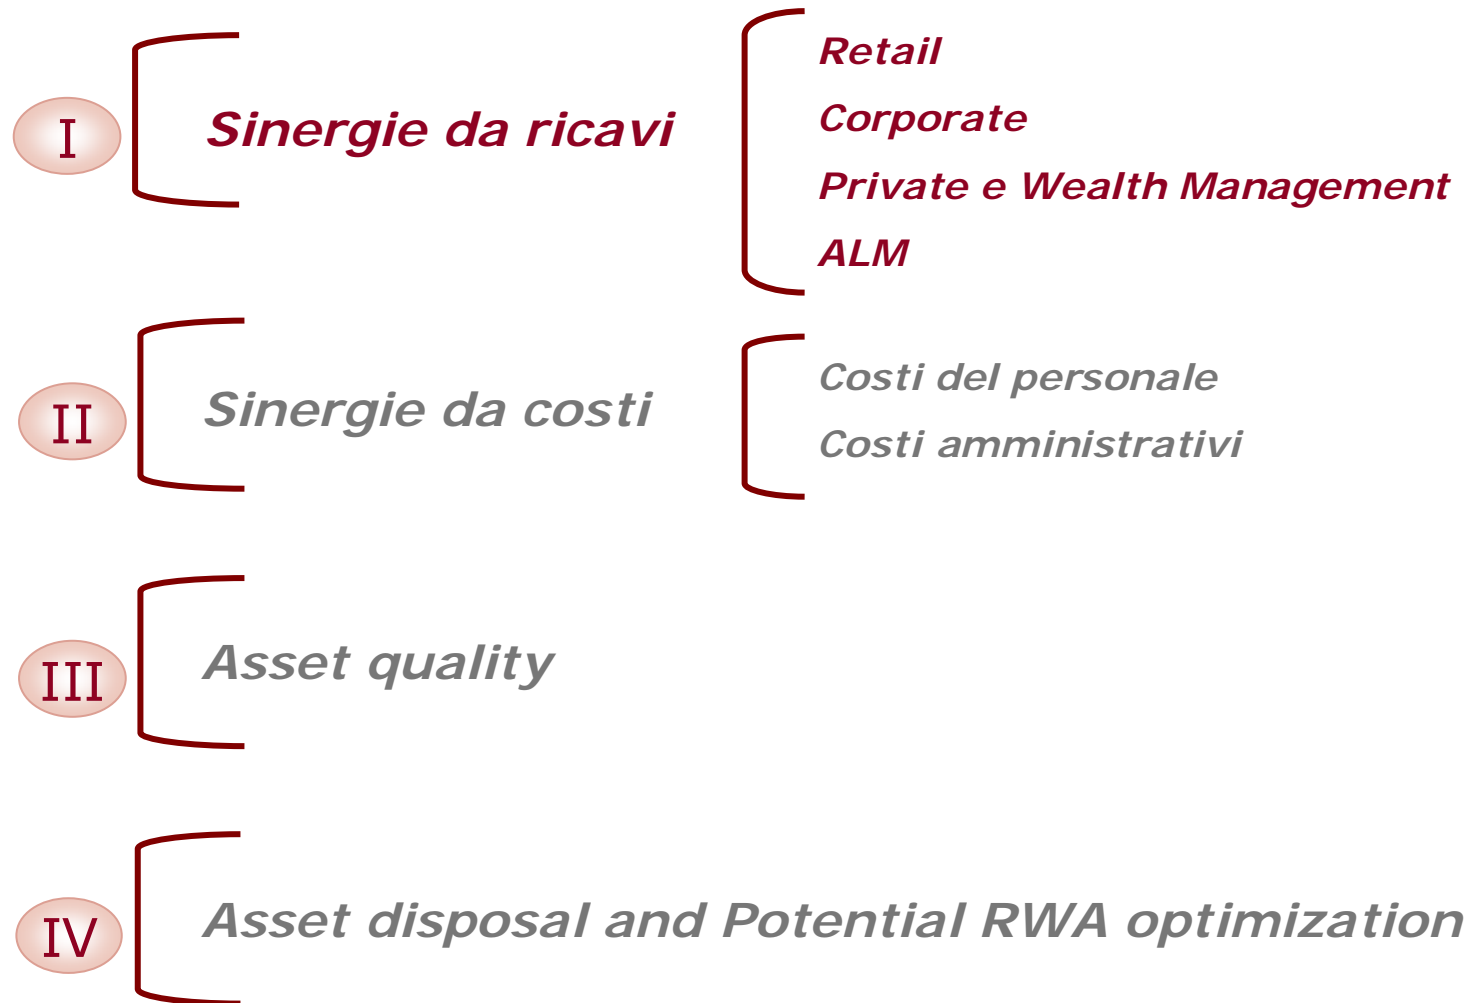 I
Sinergie da ricavi
Retail
Corporate
Private e Wealth Management
ALM
II
Sinergie da costi
Costi del personale
Costi amministrativi
III
Asset quality
IV
Asset disposal and Potential RWA optimization